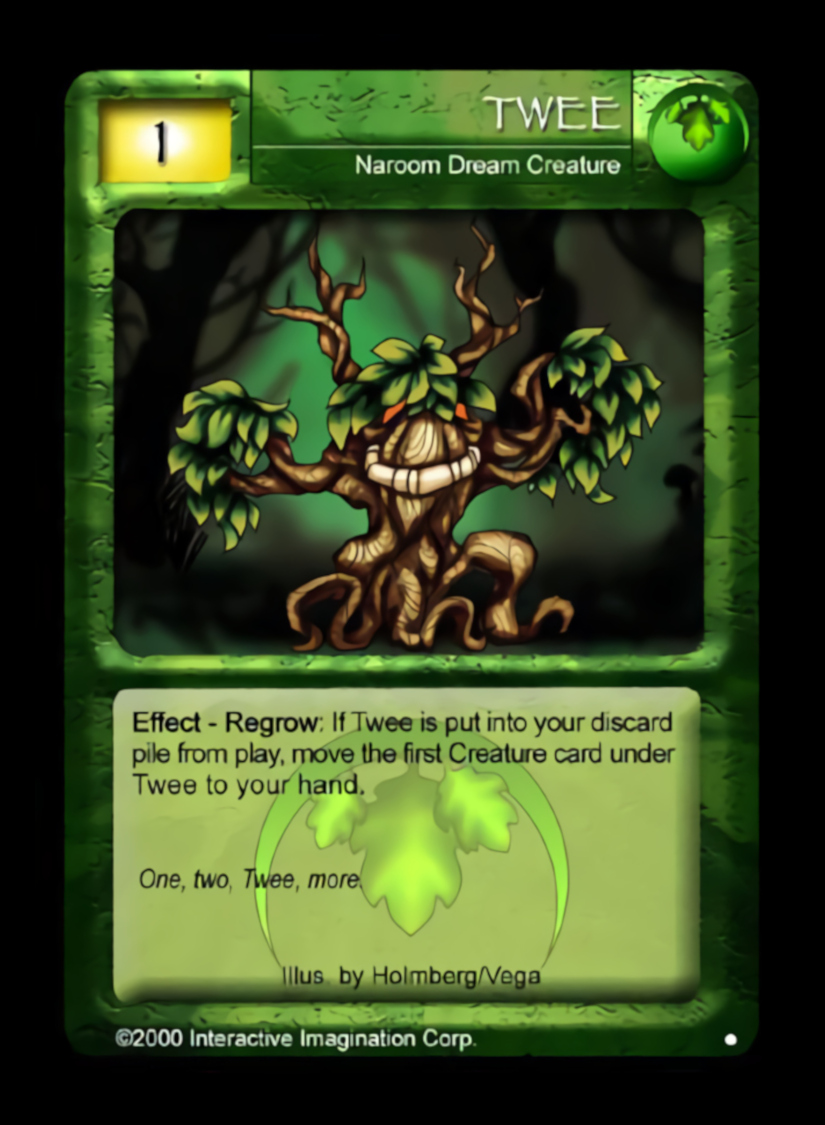 1
TWEE
Naroom Dream Creature
Effect - Regrow: If Twee is put into your discard
pile from play, move the first Creature card under
Twee to your hand.
One, two, Twee, more.
Illus. by Holmberg/Vega
©2000 Interactive Imagination Corp.